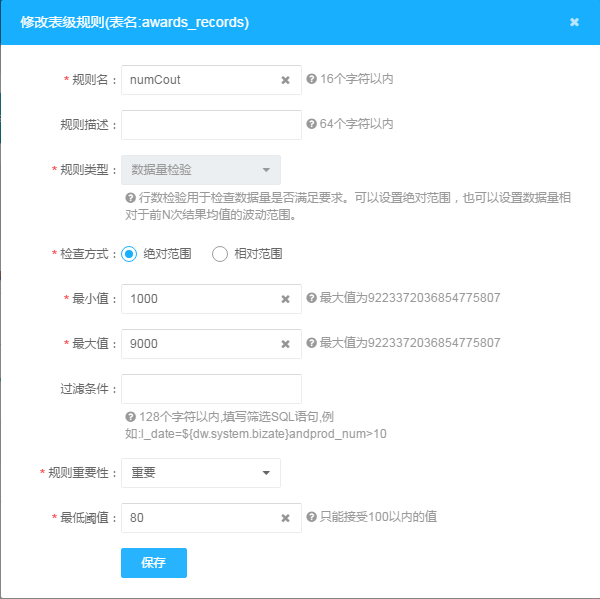 修改表级规则(表名:awards_records)
* 规则名： numCout 16个字符以内
规则描述： 64个字符以内
* 规则类型： 数据量检验
行数检验用于检查数据量是否满足要求。可以设置绝对范围，也可以设置数据量相
对于前N次结果均值的波动范围。
* 检查方式： 绝对范围 相对范围
* 最小值： 1000 最大值为9223372036854775807
* 最大值： 9000 最大值为9223372036854775807
过滤条件：
128个字符以内,填写筛选SQL语句,例
如:l_date=${dw.system.bizate}andprod_num>10
* 规则重要性： 重要
* 最低阈值： 80 只能接受100以内的值
保存